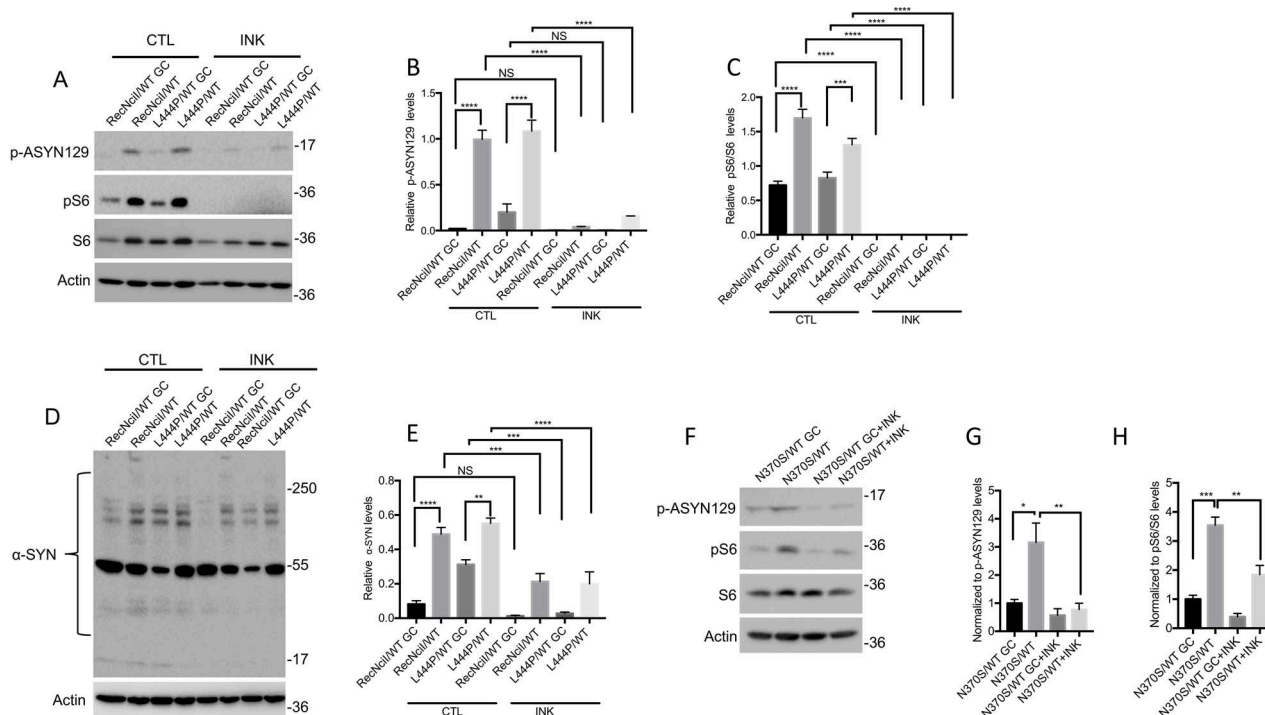 A
CTL INK
RecNcil/WT GC
RecNcil/WT
L444P/WT GC
L444P/WT
RecNcil/WT GC
RecNcil/WT
L444P/WT GC
L444P/WT
p-ASYN129 -17
pS6 -36
S6 -36
Actin -36
B
Relative p-ASYN129 levels
1.5
1.0
0.5
0.0
****
NS
****
NS
**** ****
RecNcil/WT GC
RecNcil/WT
L444P/WT GC
L444P/WT
RecNcil/WT GC
RecNcil/WT
L444P/WT GC
L444P/WT
CTL INK
C
Relative pS6/S6 levels
2.0
1.5
1.0
0.5
0.0
****
****
****
****
**** ***
RecNcil/WT GC
RecNcil/WT
L444P/WT GC
L444P/WT
RecNcil/WT GC
RecNcil/WT
L444P/WT GC
L444P/WT
CTL INK
D
CTL INK
RecNcil/WT GC
RecNcil/WT
L444P/WT GC
L444P/WT
RecNcil/WT GC
RecNcil/WT
RecNcil/WT GC
L444P/WT
α-SYN
-250
-55
-17
Actin -36
E
Relative α-SYN levels
0.8
0.6
0.4
0.2
0.0
****
***
***
NS
**** **
RecNcil/WT GC
RecNcil/WT
L444P/WT GC
L444P/WT
RecNcil/WT GC
RecNcil/WT
L444P/WT GC
L444P/WT
CTL INK
F
N370S/WT GC
N370S/WT
N370S/WT GC+INK
N370S/WT+INK
p-ASYN129 -17
pS6 -36
S6 -36
Actin -36
G
Normalized to p-ASYN129 levels
5
4
3
2
1
0
* **
N370S/WT GC
N370S/WT
N370S/WT GC+INK
N370S/WT+INK
H
Normalized to pS6/S6 levels
5
4
3
2
1
0
*** **
N370S/WT GC
N370S/WT
N370S/WT GC+INK
N370S/WT+INK